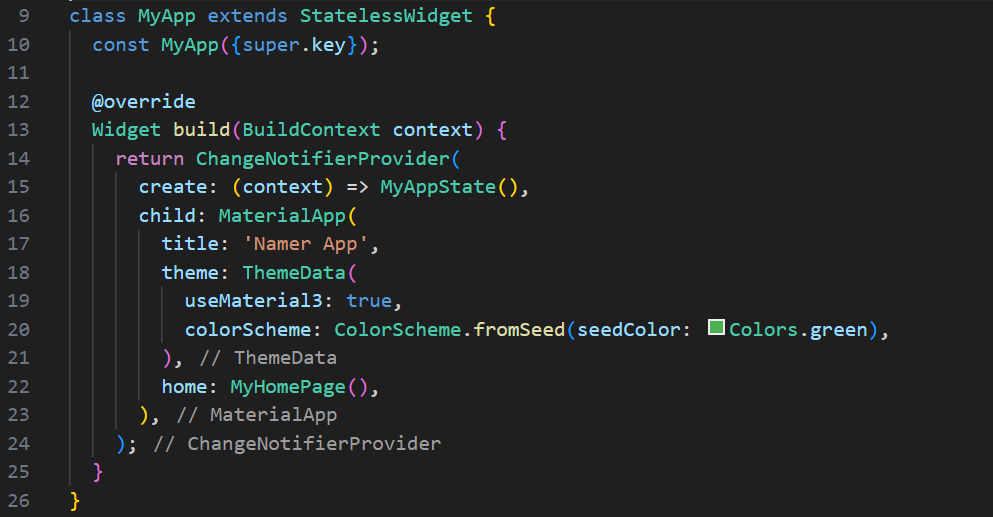 9 class MyApp extends StatelessWidget {
10   const MyApp({super.key});
11
12   @override
13   Widget build(BuildContext context) {
14     return ChangeNotifierProvider(
15       create: (context) => MyAppState(),
16       child: MaterialApp(
17         title: 'Namer App',
18         theme: ThemeData(
19           useMaterial3: true,
20           colorScheme: ColorScheme.fromSeed(seedColor: Colors.green),
21         ), // ThemeData
22         home: MyHomePage(),
23       ), // MaterialApp
24     ); // ChangeNotifierProvider
25   }
26 }